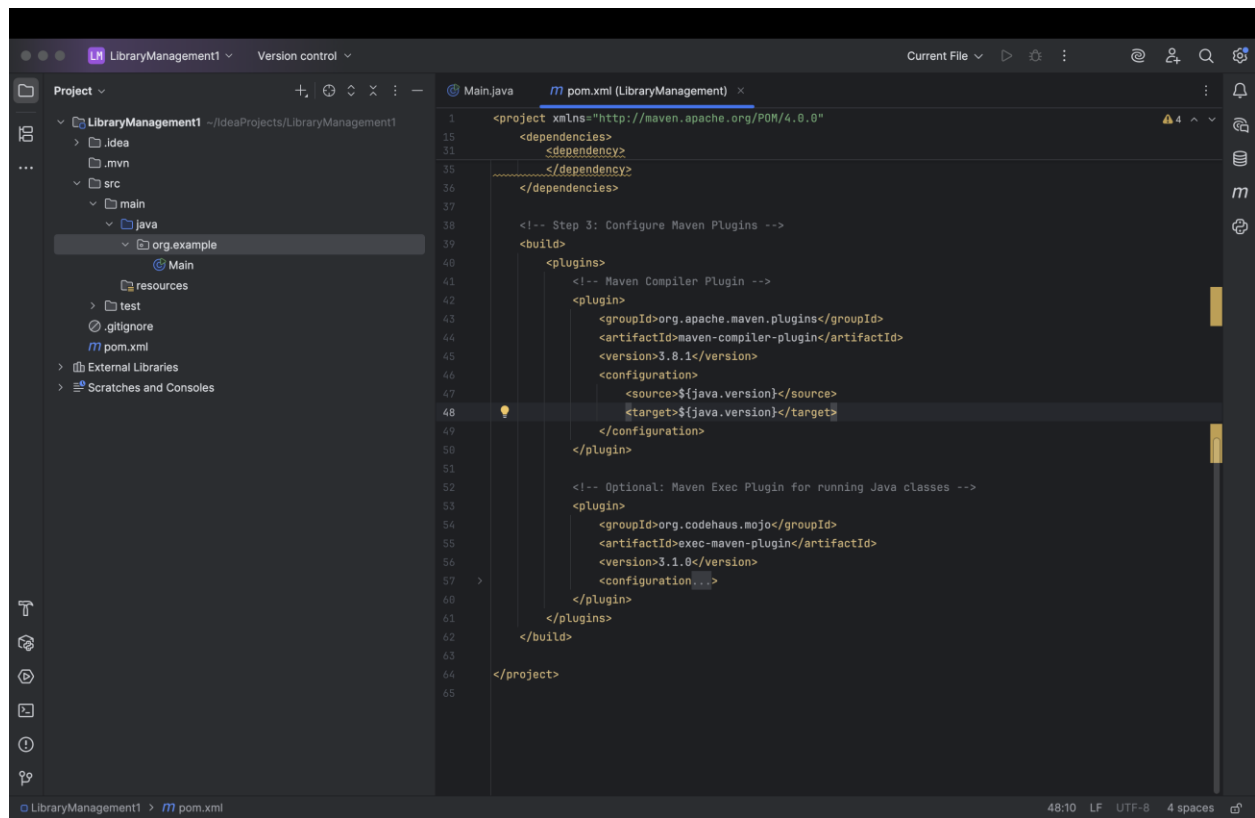 LM LibraryManagement1 Version control Current File
Project
Main.java
m pom.xml (LibraryManagement)
LibraryManagement1 ~/IdeaProjects/LibraryManagement1
.idea
.mvn
src
main
java
org.example
Main
resources
test
.gitignore
m pom.xml
External Libraries
Scratches and Consoles
4
1 <project xmlns="http://maven.apache.org/POM/4.0.0"
15 <dependencies>
31 <dependency>
35 </dependency>
36 </dependencies>
37
38 <!-- Step 3: Configure Maven Plugins -->
39 <build>
40 <plugins>
41 <!-- Maven Compiler Plugin -->
42 <plugin>
43 <groupId>org.apache.maven.plugins</groupId>
44 <artifactId>maven-compiler-plugin</artifactId>
45 <version>3.8.1</version>
46 <configuration>
47 <source>${java.version}</source>
48 <target>${java.version}</target>
49 </configuration>
50 </plugin>
51
52 <!-- Optional: Maven Exec Plugin for running Java classes -->
53 <plugin>
54 <groupId>org.codehaus.mojo</groupId>
55 <artifactId>exec-maven-plugin</artifactId>
56 <version>3.1.0</version>
57 <configuration...>
60 </plugin>
61 </plugins>
62 </build>
63
64 </project>
65
m
LibraryManagement1 > m pom.xml
48:10 LF UTF-8 4 spaces